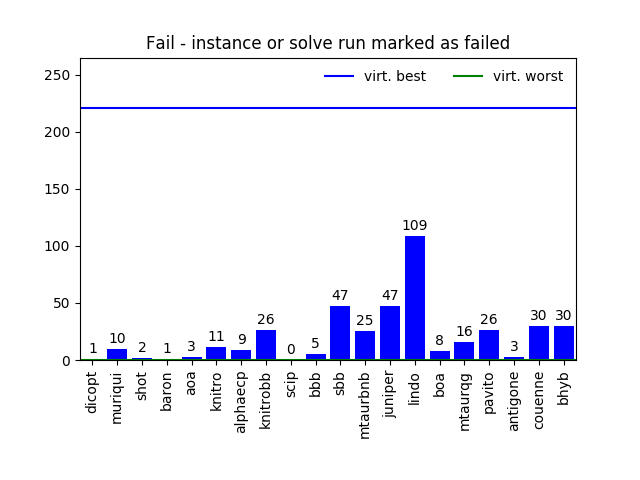 Fail - instance or solve run marked as failed
virt. best virt. worst
250
200
150
100
50
0
1 10 2 1 3 11 9 26 0 5 47 25 47 109 8 16 26 3 30 30
dicopt
muriqui
shot
baron
aoa
knitro
alphaecp
knitrobb
scip
bbb
sbb
mtaurbnb
juniper
lindo
boa
mtaurqg
pavito
antigone
couenne
bhyb